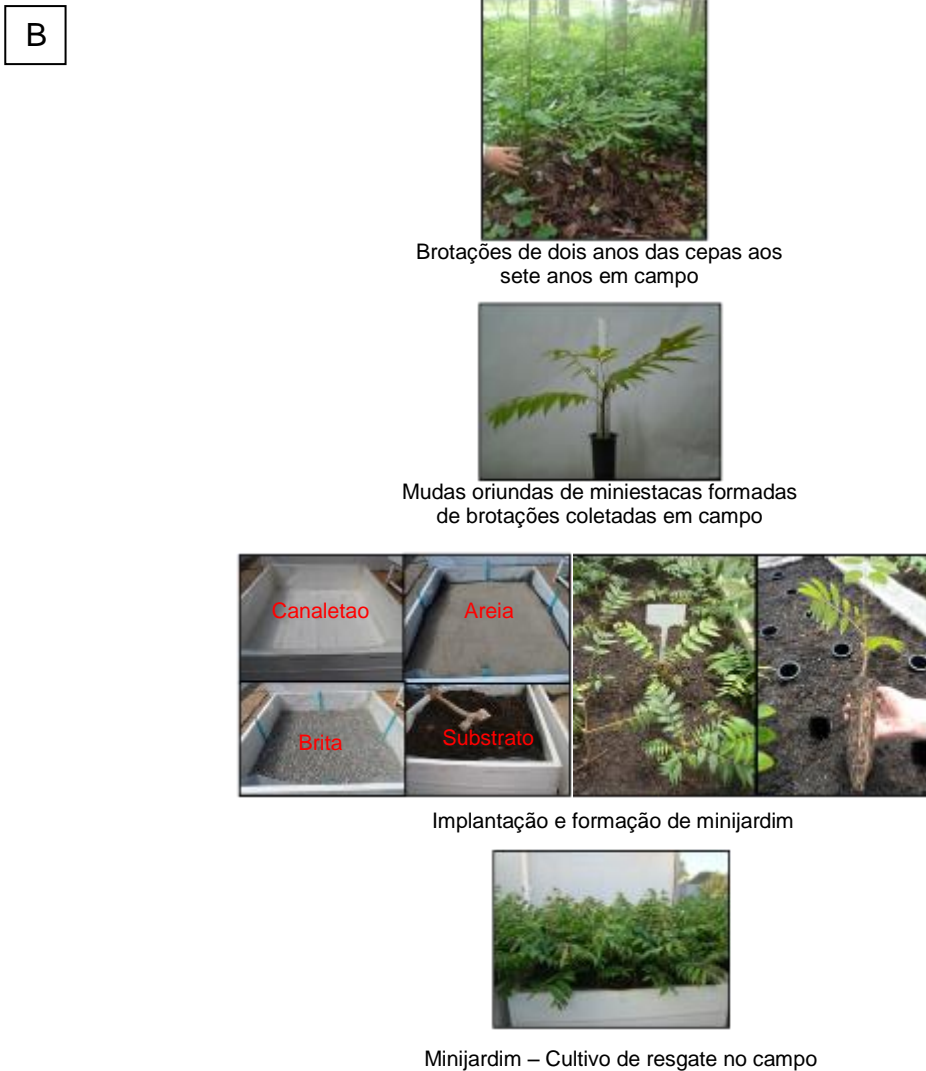 B
Brotações de dois anos das cepas aos
sete anos em campo
Mudas oriundas de miniestacas formadas
de brotações coletadas em campo
Canaletao
Areia
Brita
Substrato
Implantação e formação de minijardim
Minijardim – Cultivo de resgate no campo